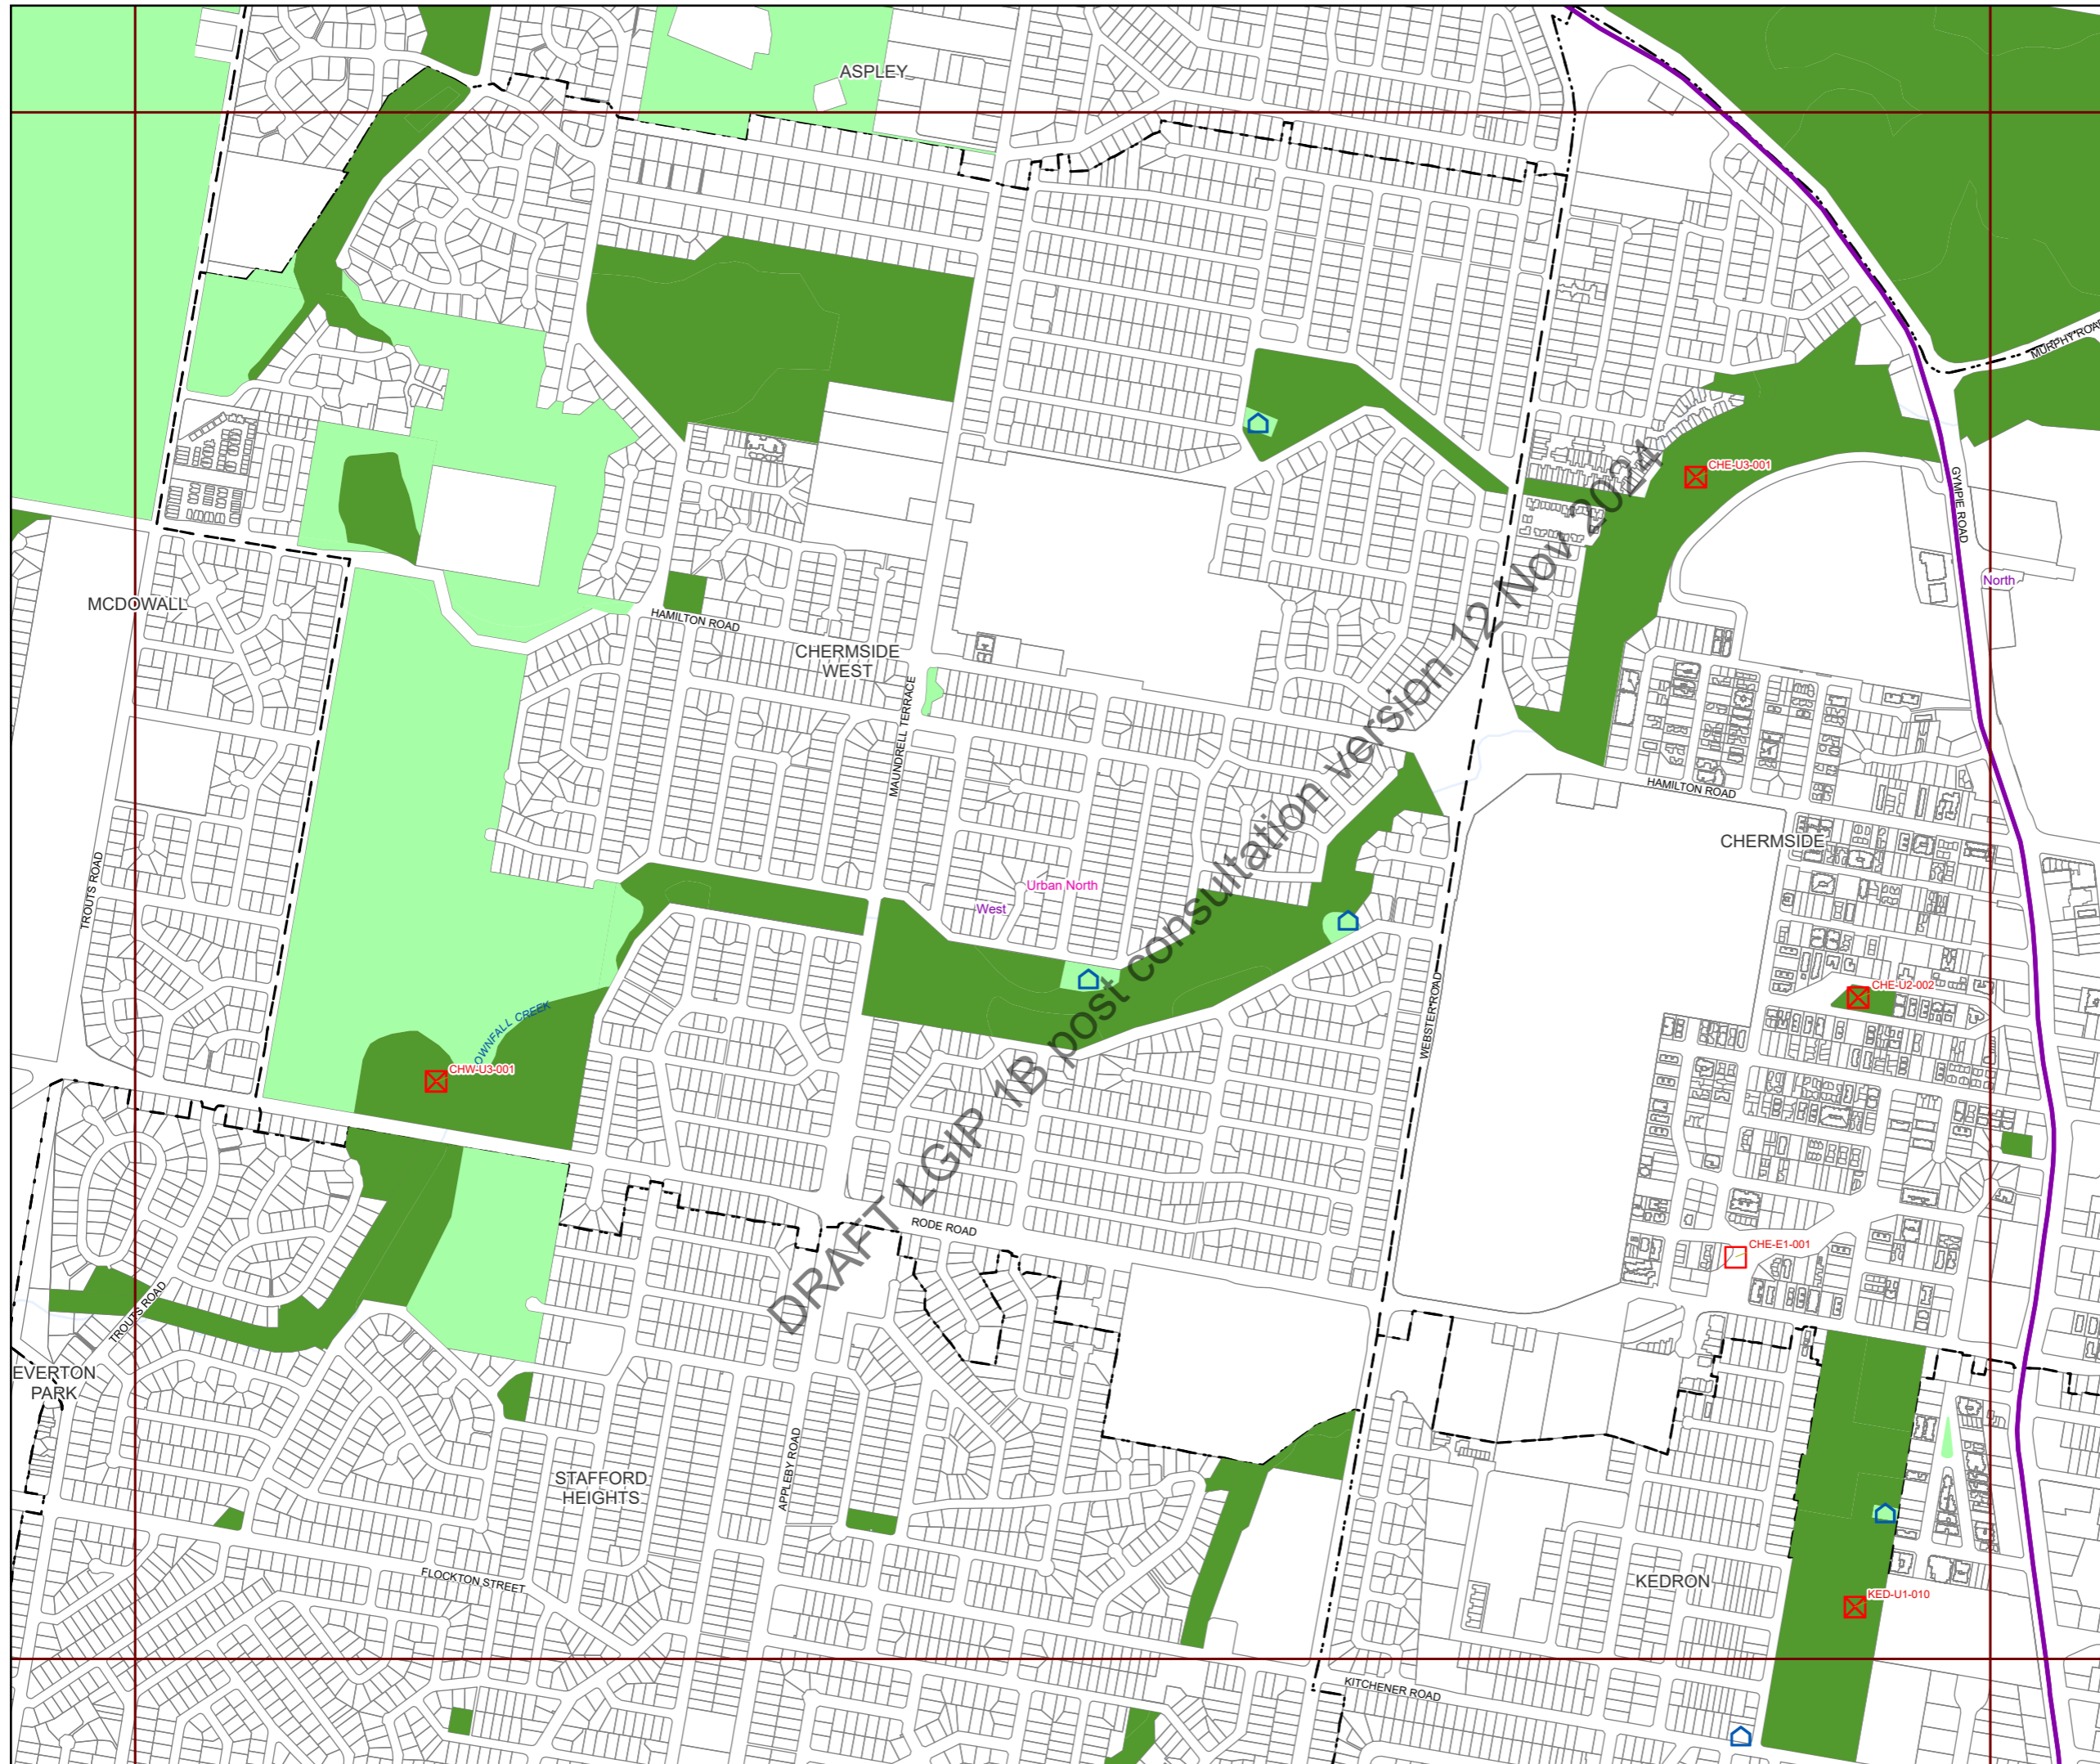 ASPLEY
MURPHY ROAD
CHE-U3-001
GYMPIE ROAD
North
MCDOWALL
HAMILTON ROAD
CHERMSIDE
WEST
MAUNDRELL TERRACE
HAMILTON ROAD
CHERMSIDE
TROUTS ROAD
Urban North
West
WEBSTER ROAD
CHE-U2-002
OWNFALL CREEK
CHW-U3-001
DRAFT LGIP 1B post consultation version 12 Nov 2024
RODE ROAD
CHE-E1-001
TROUTS ROAD
EVERTON
PARK
STAFFORD
HEIGHTS
APPLEBY ROAD
FLOCKTON STREET
KEDRON
KED-U1-010
KITCHENER ROAD